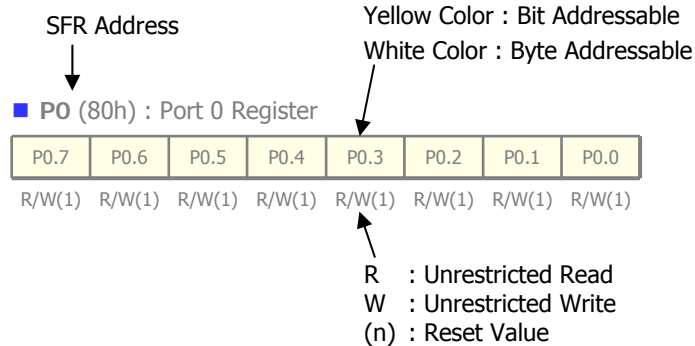 SFR Address
Yellow Color : Bit Addressable
White Color : Byte Addressable
P0 (80h) : Port 0 Register
P0.7 P0.6 P0.5 P0.4 P0.3 P0.2 P0.1 P0.0
R/W(1) R/W(1) R/W(1) R/W(1) R/W(1) R/W(1) R/W(1) R/W(1)
R : Unrestricted Read
W : Unrestricted Write
(n) : Reset Value